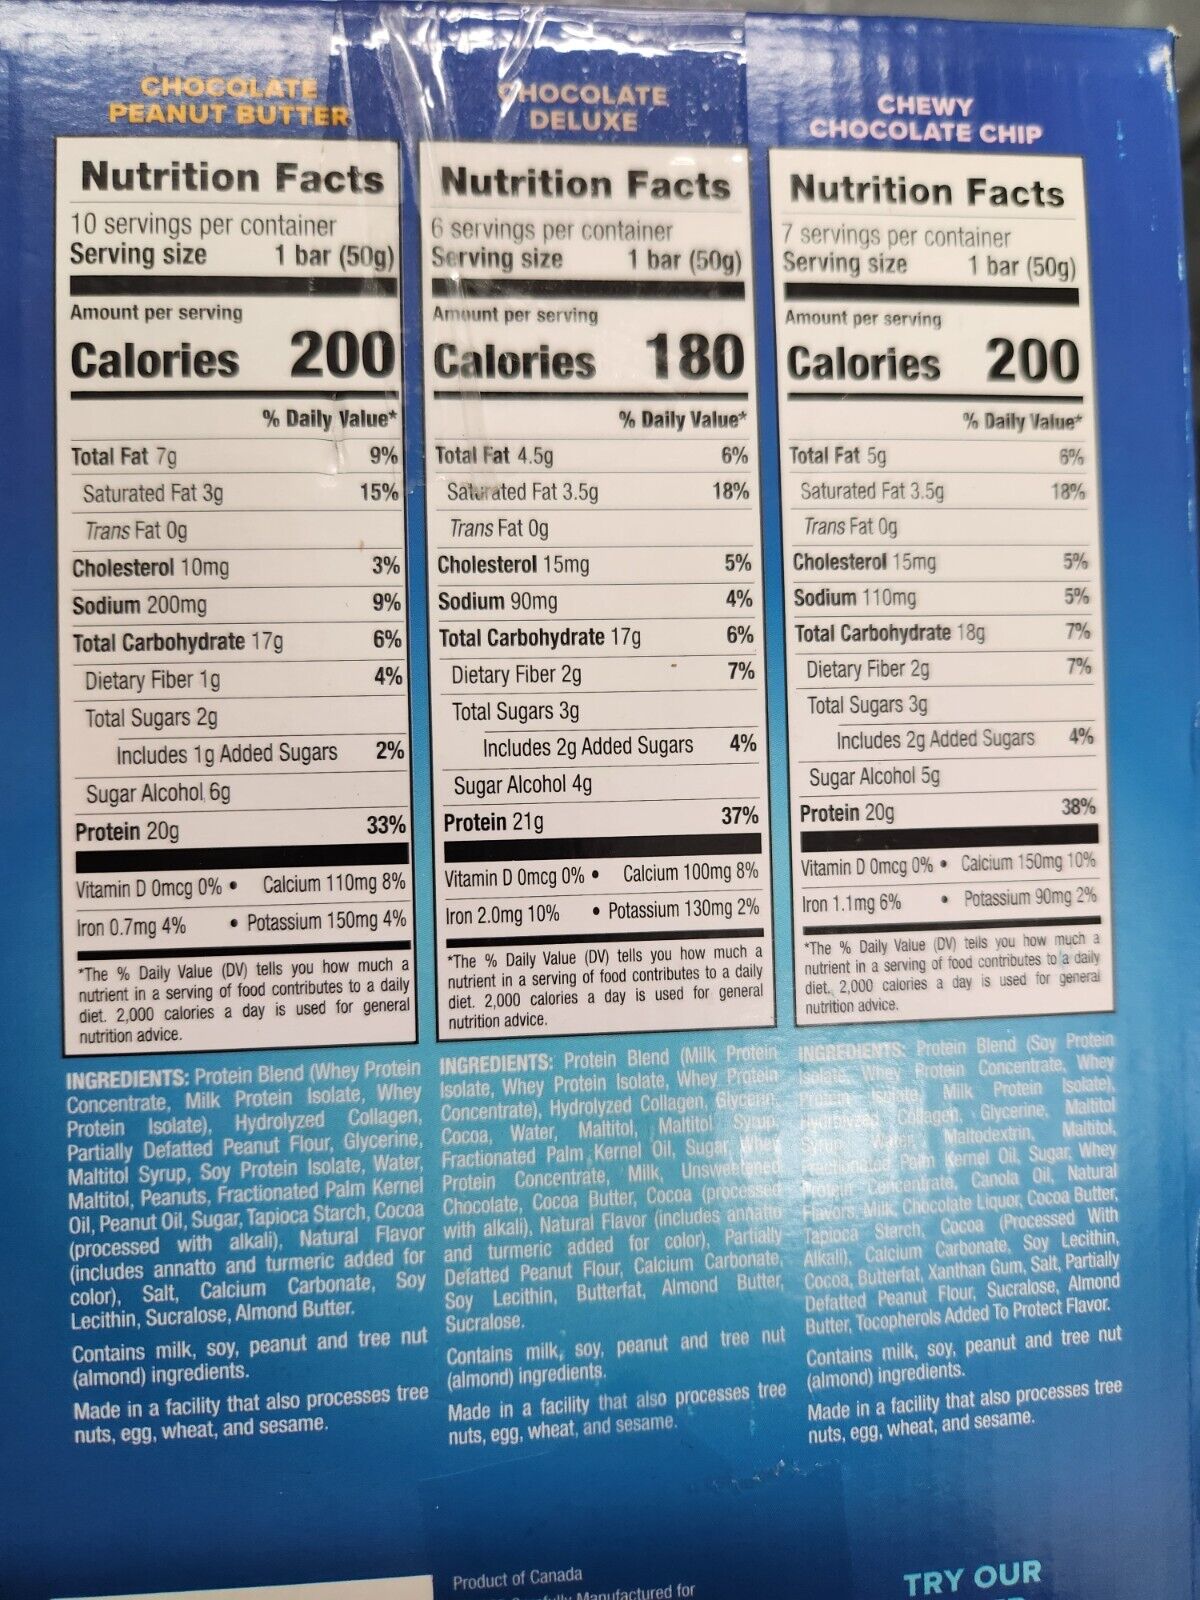 CHOCOLATE
PEANUT BUTTER
Nutrition Facts
10 servings per container
Serving size 1 bar (50g)
Amount per serving
Calories 200
% Daily Value*
Total Fat 7g 9%
Saturated Fat 3g 15%
Trans Fat 0g
Cholesterol 10mg 3%
Sodium 200mg 9%
Total Carbohydrate 17g 6%
Dietary Fiber 1g 4%
Total Sugars 2g
Includes 1g Added Sugars 2%
Sugar Alcohol 6g
Protein 20g 33%
Vitamin D 0mcg 0% • Calcium 110mg 8%
Iron 0.7mg 4% • Potassium 150mg 4%
*The % Daily Value (DV) tells you how much a
nutrient in a serving of food contributes to a daily
diet. 2,000 calories a day is used for general
nutrition advice.
INGREDIENTS: Protein Blend (Whey Protein
Concentrate, Milk Protein Isolate, Whey
Protein Isolate), Hydrolyzed Collagen,
Partially Defatted Peanut Flour, Glycerine,
Maltitol Syrup, Soy Protein Isolate, Water,
Maltitol, Peanuts, Fractionated Palm Kernel
Oil, Peanut Oil, Sugar, Tapioca Starch, Cocoa
(processed with alkali), Natural Flavor
(includes annatto and turmeric added for
color), Salt, Calcium Carbonate, Soy
Lecithin, Sucralose, Almond Butter.
Contains milk, soy, peanut and tree nut
(almond) ingredients.
Made in a facility that also processes tree
nuts, egg, wheat, and sesame.
CHOCOLATE
DELUXE
Nutrition Facts
6 servings per container
Serving size 1 bar (50g)
Amount per serving
Calories 180
% Daily Value*
Total Fat 4.5g 6%
Saturated Fat 3.5g 18%
Trans Fat 0g
Cholesterol 15mg 5%
Sodium 90mg 4%
Total Carbohydrate 17g 6%
Dietary Fiber 2g 7%
Total Sugars 3g
Includes 2g Added Sugars 4%
Sugar Alcohol 4g
Protein 21g 37%
Vitamin D 0mcg 0% • Calcium 100mg 8%
Iron 2.0mg 10% • Potassium 130mg 2%
*The % Daily Value (DV) tells you how much a
nutrient in a serving of food contributes to a daily
diet. 2,000 calories a day is used for general
nutrition advice.
INGREDIENTS: Protein Blend (Milk Protein
Isolate, Whey Protein Isolate, Whey Protein
Concentrate), Hydrolyzed Collagen, Glycerin,
Cocoa, Water, Maltitol, Maltitol Syrup,
Fractionated Palm Kernel Oil, Sugar, Whey
Protein Concentrate, Milk, Unsweetened
Chocolate, Cocoa Butter, Cocoa (processed
with alkali), Natural Flavor (includes annatto
and turmeric added for color), Partially
Defatted Peanut Flour, Calcium Carbonate,
Soy Lecithin, Butterfat, Almond Butter,
Sucralose.
Contains milk, soy, peanut and tree nut
(almond) ingredients.
Made in a facility that also processes tree
nuts, egg, wheat, and sesame.
CHEWY
CHOCOLATE CHIP
Nutrition Facts
7 servings per container
Serving size 1 bar (50g)
Amount per serving
Calories 200
% Daily Value*
Total Fat 5g 6%
Saturated Fat 3.5g 18%
Trans Fat 0g
Cholesterol 15mg 5%
Sodium 110mg 5%
Total Carbohydrate 18g 7%
Dietary Fiber 2g 7%
Total Sugars 3g
Includes 2g Added Sugars 4%
Sugar Alcohol 5g
Protein 20g 38%
Vitamin D 0mcg 0% • Calcium 150mg 10%
Iron 1.1mg 6% • Potassium 90mg 2%
*The % Daily Value (DV) tells you how much a
nutrient in a serving of food contributes to a daily
diet. 2,000 calories a day is used for general
nutrition advice.
INGREDIENTS: Protein Blend (Soy Protein
Isolate, Whey Protein Concentrate, Whey
Protein Isolate, Milk Protein Isolate),
Hydrolyzed Collagen, Glycerine, Maltitol
Syrup, Water, Maltodextrin, Maltitol,
Fractionated Palm Kernel Oil, Sugar, Whey
Protein Concentrate, Canola Oil, Natural
Flavors, Milk, Chocolate Liquor, Cocoa Butter,
Tapioca Starch, Cocoa (Processed With
Alkali), Calcium Carbonate, Soy Lecithin,
Cocoa, Butterfat, Xanthan Gum, Salt, Partially
Defatted Peanut Flour, Sucralose, Almond
Butter, Tocopherols Added To Protect Flavor.
Contains milk, soy, peanut and tree nut
(almond) ingredients.
Made in a facility that also processes tree
nuts, egg, wheat, and sesame.
Product of Canada
Manufactured for
TRY OUR